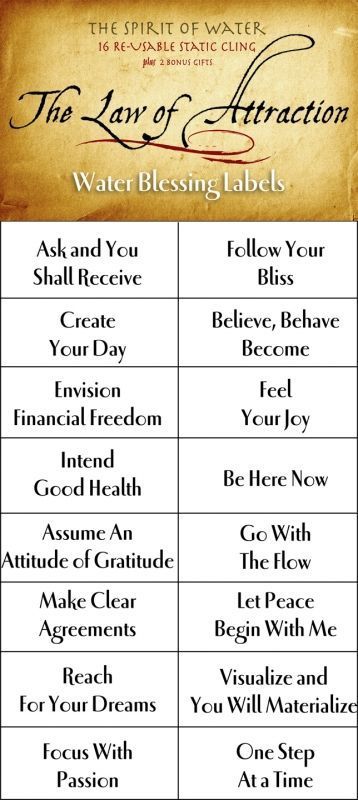 THE SPIRIT OF WATER
16 RE-USABLE STATIC CLING
plus 2 BONUS GIFTS
The Law of Attraction
Water Blessing Labels
Ask and You
Shall Receive
Follow Your
Bliss
Create
Your Day
Believe, Behave
Become
Envision
Financial Freedom
Feel
Your Joy
Intend
Good Health
Be Here Now
Assume An
Attitude of Gratitude
Go With
The Flow
Make Clear
Agreements
Let Peace
Begin With Me
Reach
For Your Dreams
Visualize and
You Will Materialize
Focus With
Passion
One Step
At a Time